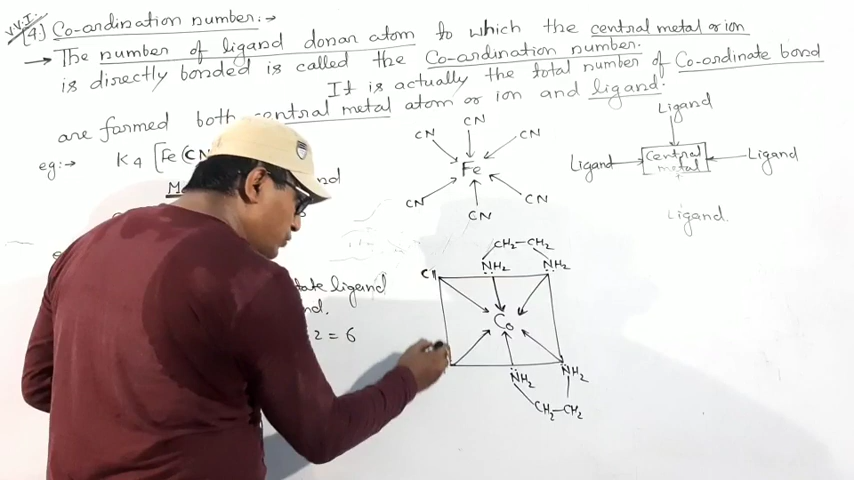 V.V.I.
[4.] Co-ordination number:→
→ The number of ligand donar atom to which the central metal or ion
is directly bonded is called the Co-ordination number.
It is actually the total number of Co-ordinate bond
are formed both central metal atom or ion and ligand.
eg:→ K4 [Fe(CN
2 = 6
ligand
CN
CN CN
Fe
CN CN
CN
Ligand
Ligand Central metal Ligand
Ligand.
CH2-CH2
Cl NH2 NH2
Co
NH2 NH2
CH2-CH2